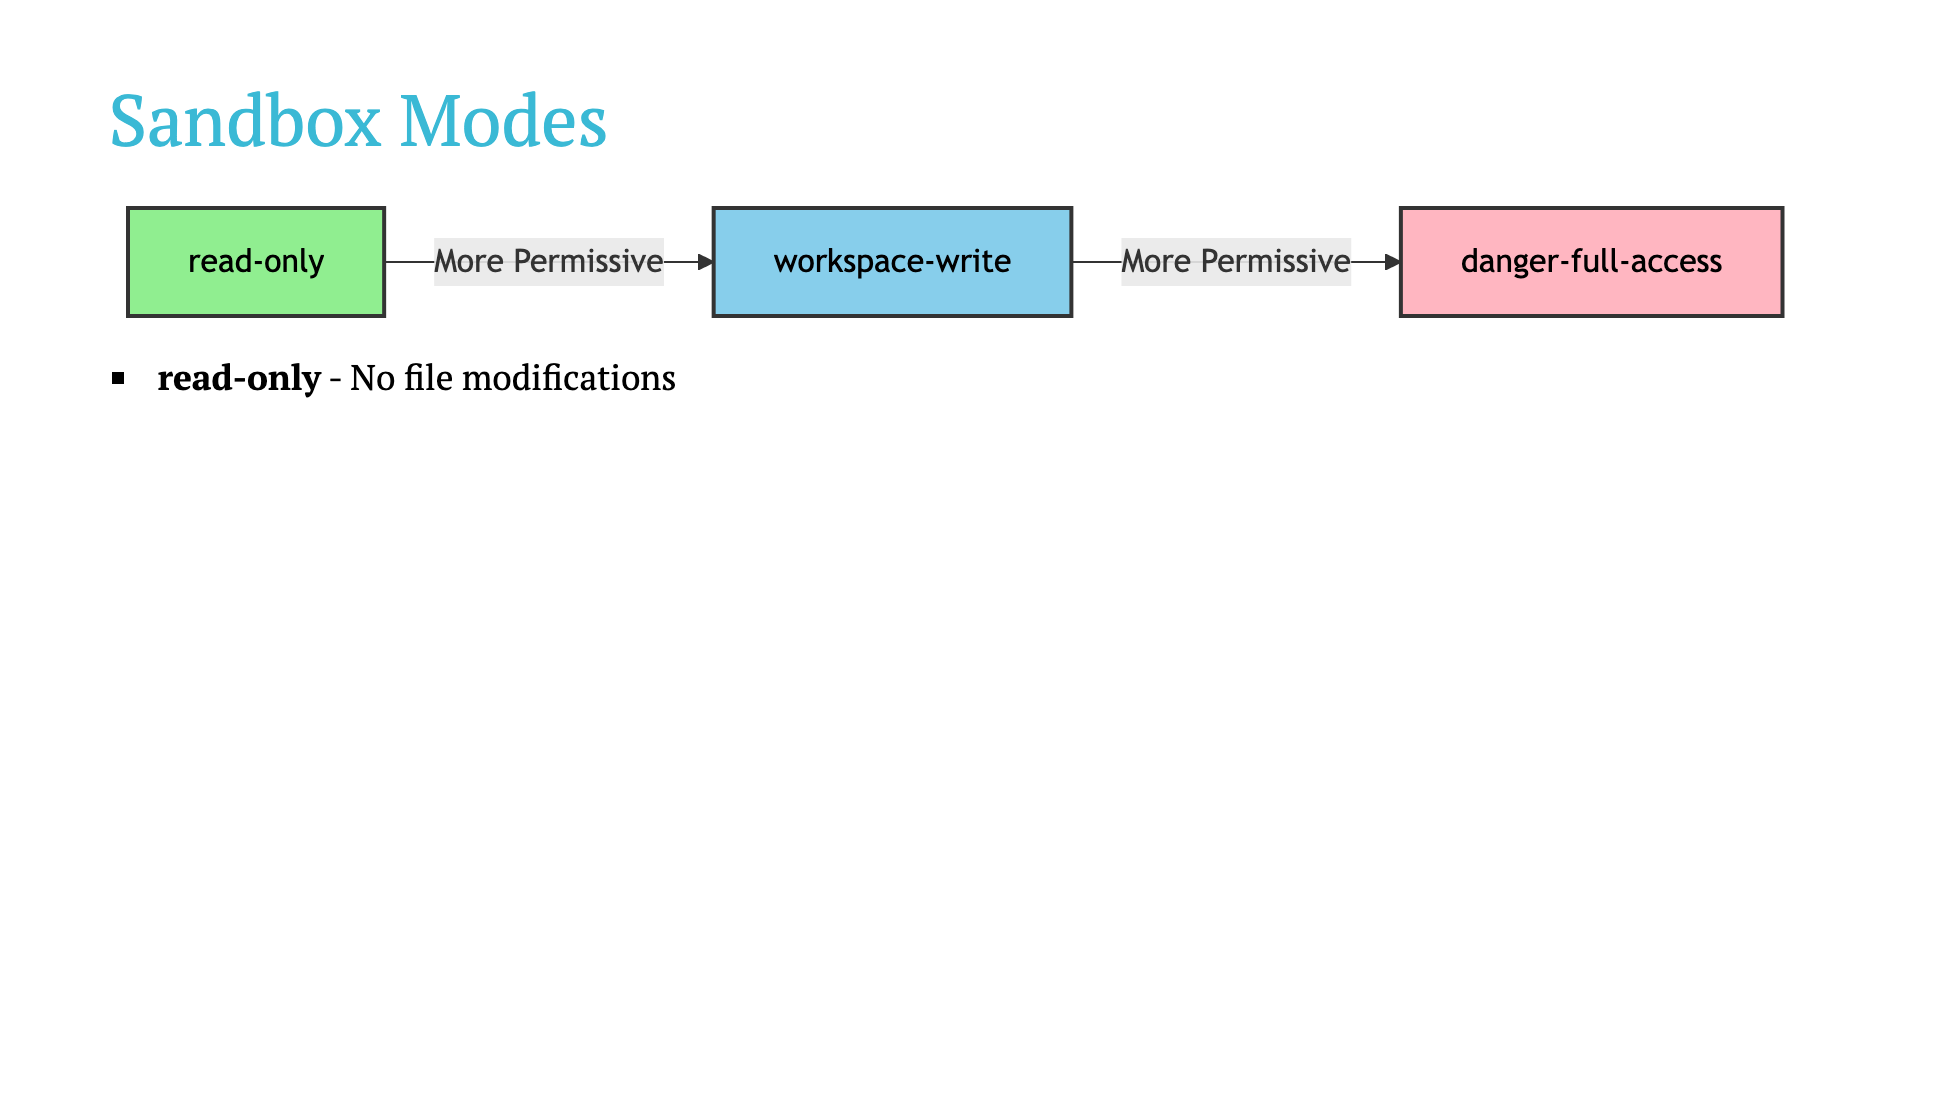 Sandbox Modes
read-only More Permissive workspace-write More Permissive danger-full-access
▪ read-only - No file modifications